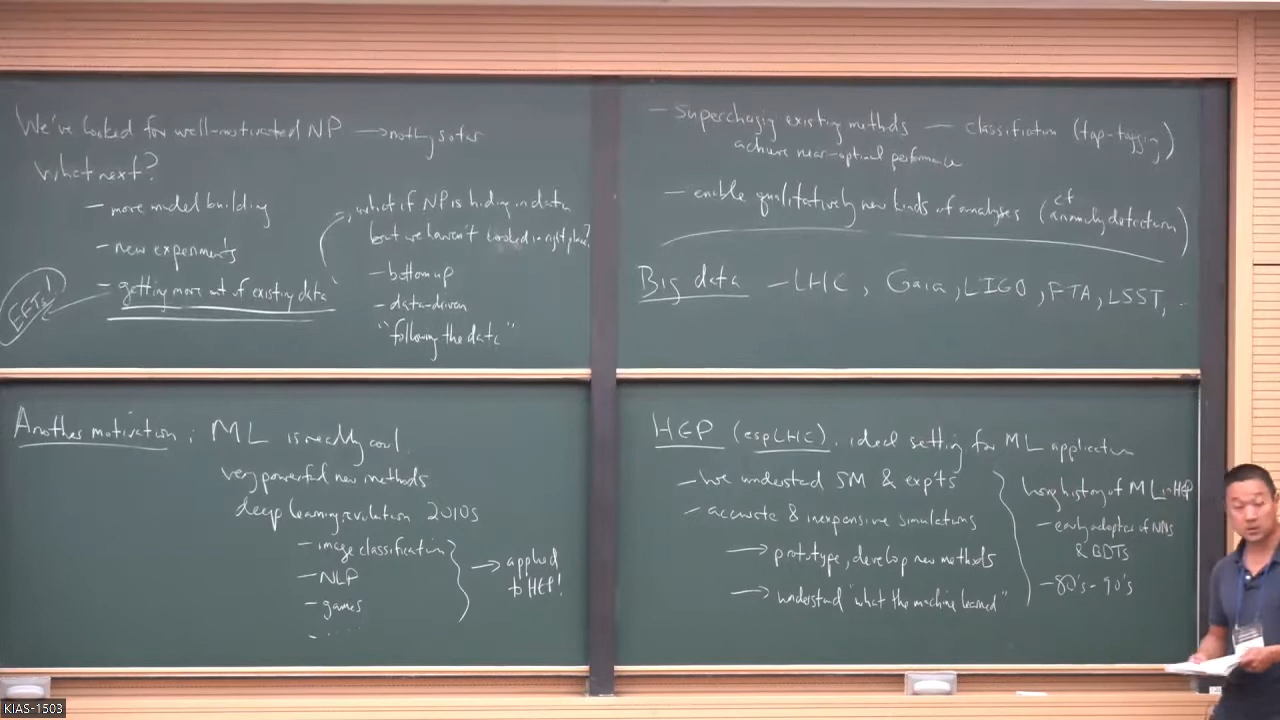 We've looked for well-motivated NP → nothing so far
What next?
— more model building
— new experiments
— getting more out of existing data
EFTs!
what if NP is hiding in data
but we haven't looked in right place?
— bottom up
— data-driven
"following the data"
— Supercharging existing methods — classification (top-tagging)
achieve near-optimal performance
— enable qualitatively new kinds of analyses (cf anomaly detection)
Big data — LHC, Gaia, LIGO, LSST,
Another motivation: ML is really cool.
very powerful new methods
deep learning revolution 2010s
— image classification
— NLP
— games
— .....
→ applied to HEP!
HEP (esp LHC). ideal setting for ML application
— we understand SM & expts
— accurate & inexpensive simulations
→ prototype, develop new methods
→ understand "what the machine learned"
long history of ML in HEP
— early adopter of NNs
& BDTs
— 80's - 90's
KIAS-1503